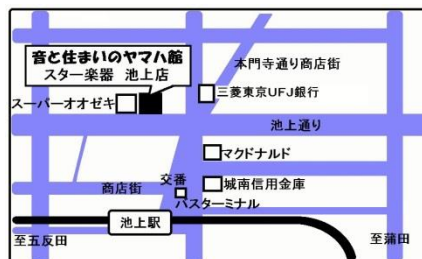 音と住まいのヤマハ館
スター楽器 池上店
本門寺通り商店街
スーパーオオゼキ
三菱東京UFJ銀行
池上通り
マクドナルド
商店街
交番
城南信用金庫
バスターミナル
池上駅
至五反田
至蒲田